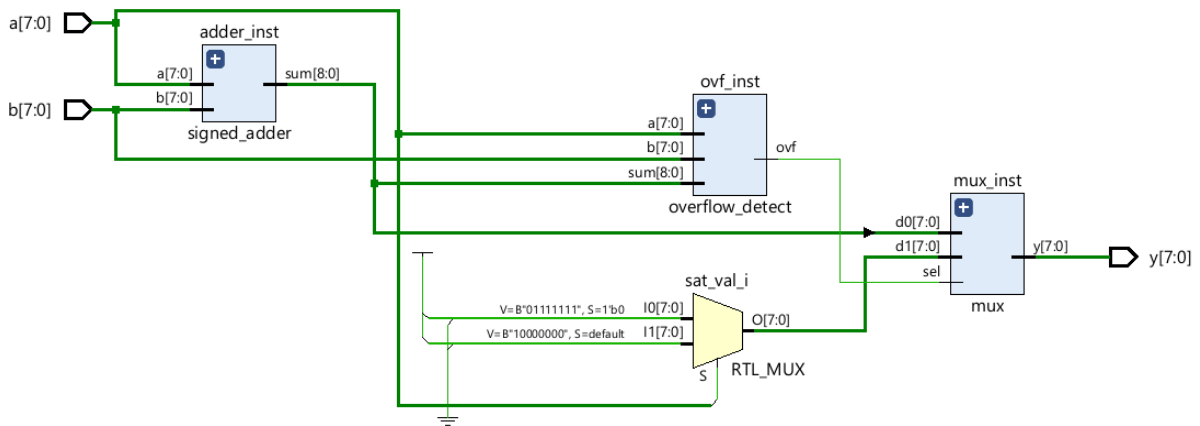 a[7:0]
adder_inst
a[7:0]
sum[8:0]
b[7:0]
b[7:0]
signed_adder
ovf_inst
a[7:0]
b[7:0]
ovf
sum[8:0]
overflow_detect
mux_inst
d0[7:0]
d1[7:0]
y[7:0]
y[7:0]
sel
mux
sat_val_i
V=B"01111111", S=1'b0
I0[7:0]
O[7:0]
V=B"10000000", S=default
I1[7:0]
S
RTL_MUX